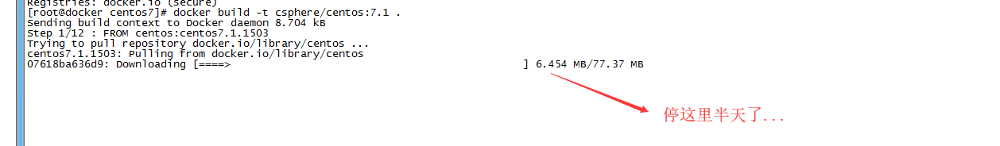 Registries: docker.io (secure)
[root@docker centos7]# docker build -t csphere/centos:7.1 .
Sending build context to Docker daemon 8.704 kB
Step 1/12 : FROM centos:centos7.1.1503
Trying to pull repository docker.io/library/centos ...
centos7.1.1503: Pulling from docker.io/library/centos
07618ba636d9: Downloading [====>                                              ] 6.454 MB/77.37 MB
停这里半天了...